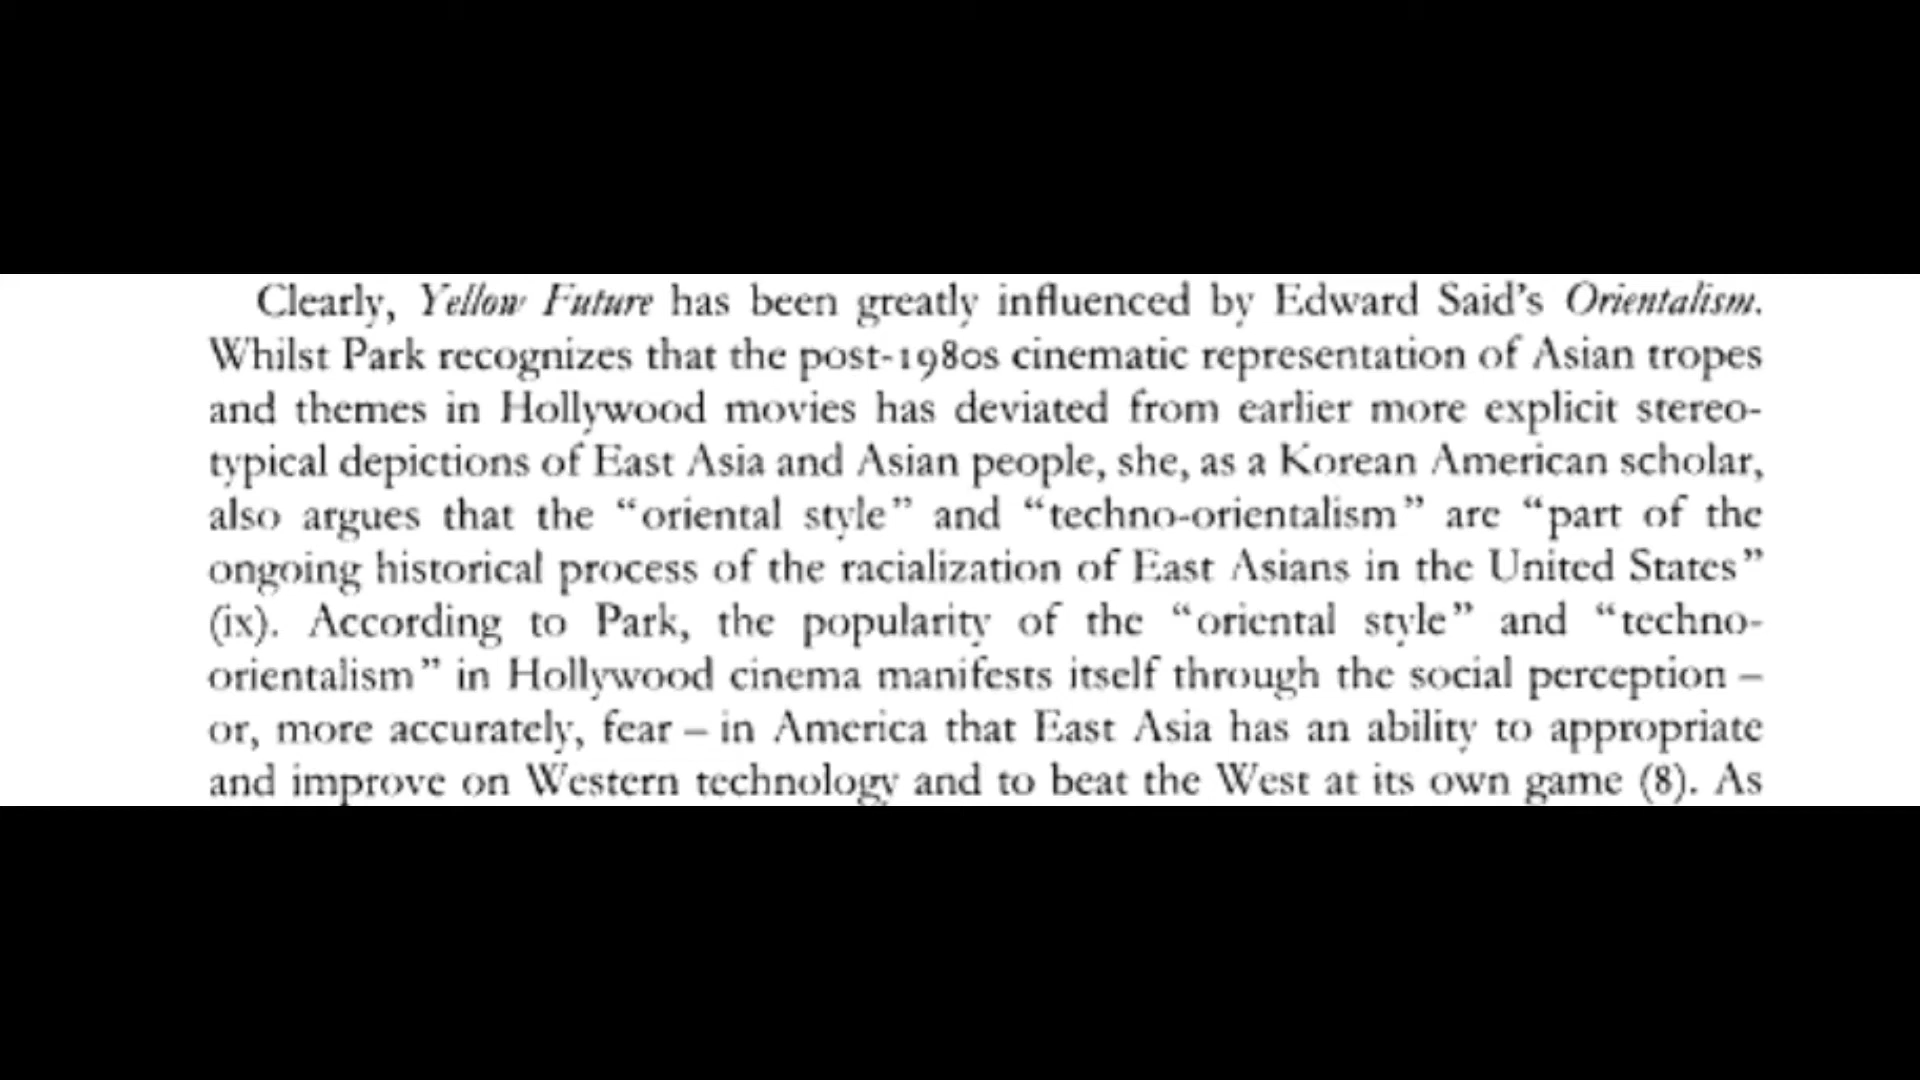 Clearly, Yellow Future has been greatly influenced by Edward Said’s Orientalism.
Whilst Park recognizes that the post-1980s cinematic representation of Asian tropes
and themes in Hollywood movies has deviated from earlier more explicit stereo-
typical depictions of East Asia and Asian people, she, as a Korean American scholar,
also argues that the “oriental style” and “techno-orientalism” are “part of the
ongoing historical process of the racialization of East Asians in the United States”
(ix). According to Park, the popularity of the “oriental style” and “techno-
orientalism” in Hollywood cinema manifests itself through the social perception –
or, more accurately, fear – in America that East Asia has an ability to appropriate
and improve on Western technology and to beat the West at its own game (8). As